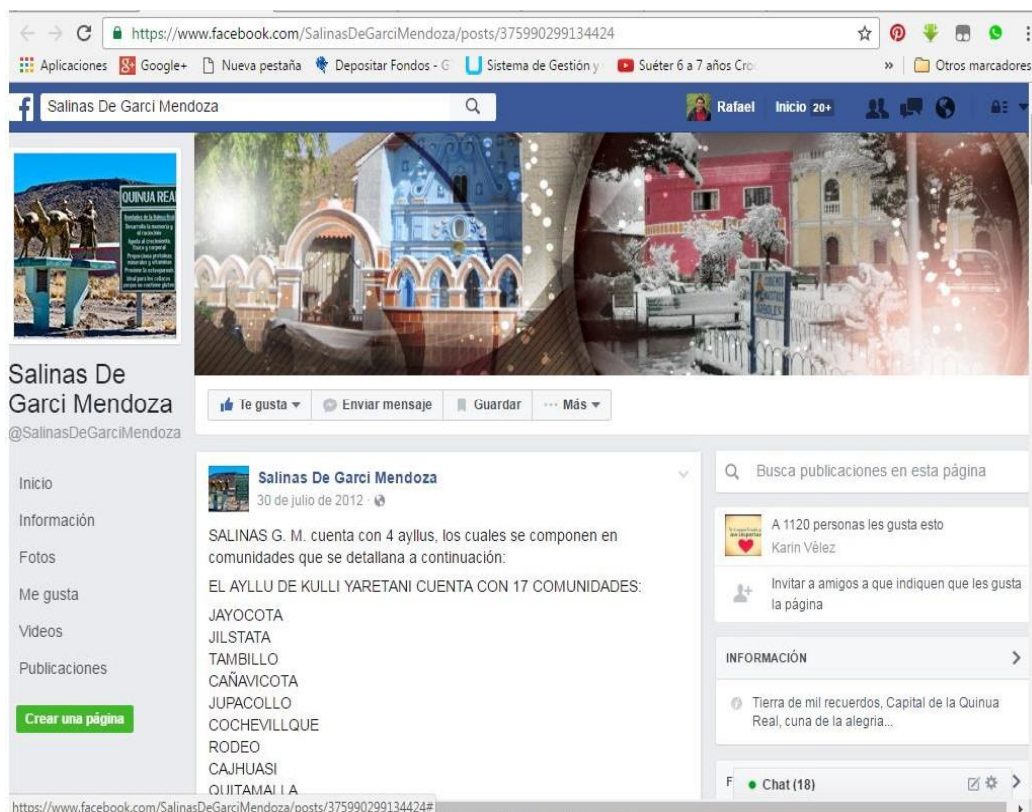 https://www.facebook.com/SalinasDeGarciMendoza/posts/375990299134424
Aplicaciones Google+ Nueva pestaña Depositar Fondos - G Sistema de Gestión y Suéter 6 a 7 años Cro » Otros marcadores
Salinas De Garci Mendoza
Rafael Inicio 20+
QUINUA REAL
Salinas De
Garci Mendoza
@SalinasDeGarciMendoza
Inicio
Información
Fotos
Me gusta
Videos
Publicaciones
Crear una página
Te gusta Enviar mensaje Guardar ··· Más
Salinas De Garci Mendoza
30 de julio de 2012 ·
SALINAS G. M. cuenta con 4 ayllus, los cuales se componen en
comunidades que se detallana a continuación:
EL AYLLU DE KULLI YARETANI CUENTA CON 17 COMUNIDADES:
JAYOCOTA
JILSTATA
TAMBILLO
CAÑAVICOTA
JUPACOLLO
COCHEVILLQUE
RODEO
CAJHUASI
QUITAMALLA
Busca publicaciones en esta página
A 1120 personas les gusta esto
Karin Vélez
Invitar a amigos a que indiquen que les gusta
la página
INFORMACIÓN
Tierra de mil recuerdos, Capital de la Quinua
Real, cuna de la alegria...
F
Chat (18)
https://www.facebook.com/SalinasDeGarciMendoza/posts/375990299134424#